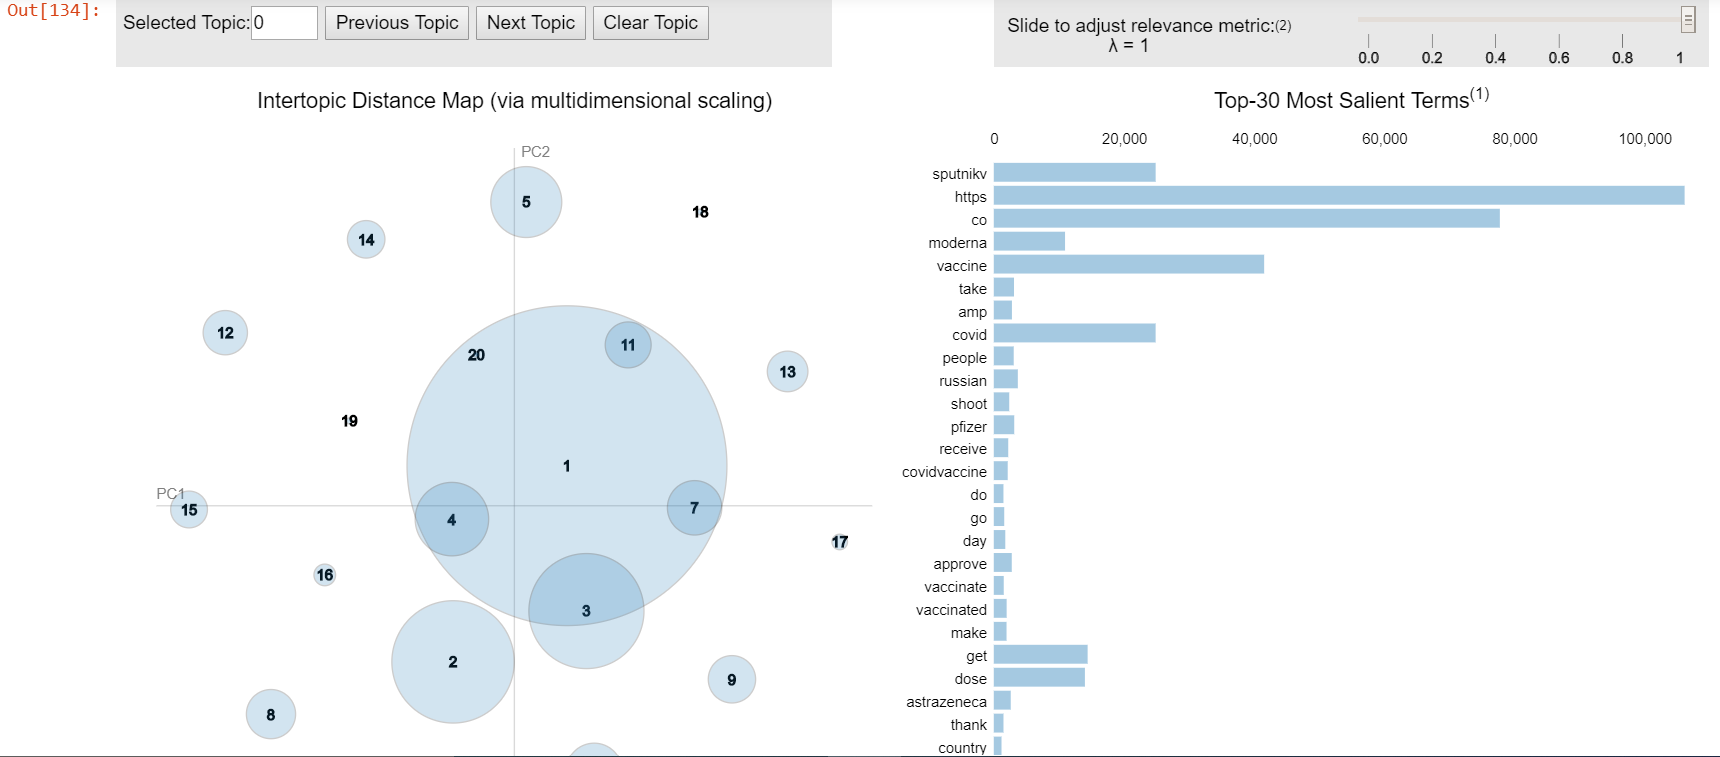 Out[134]:
Selected Topic: 0 Previous Topic Next Topic Clear Topic
Slide to adjust relevance metric:(2)
λ = 1
0.0 0.2 0.4 0.6 0.8 1
Intertopic Distance Map (via multidimensional scaling)
PC2
5
18
14
12
20
11
13
19
1
PC1
15
4
7
17
16
3
2
9
8
Top-30 Most Salient Terms(1)
0 20,000 40,000 60,000 80,000 100,000
sputnikv
https
co
moderna
vaccine
take
amp
covid
people
russian
shoot
pfizer
receive
covidvaccine
do
go
day
approve
vaccinate
vaccinated
make
get
dose
astrazeneca
thank
country